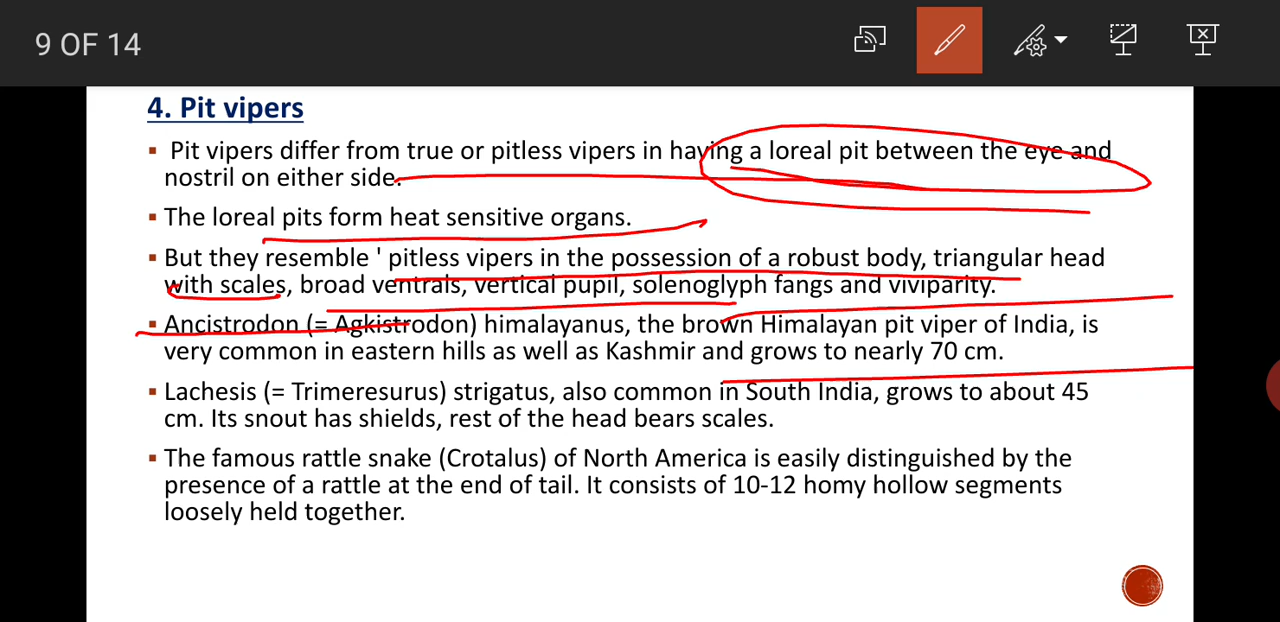 9 OF 14
4. Pit vipers
▪ Pit vipers differ from true or pitless vipers in having a loreal pit between the eye and
nostril on either side.
▪ The loreal pits form heat sensitive organs.
▪ But they resemble ' pitless vipers in the possession of a robust body, triangular head
with scales, broad ventrals, vertical pupil, solenoglyph fangs and viviparity.
▪ Ancistrodon (= Agkistrodon) himalayanus, the brown Himalayan pit viper of India, is
very common in eastern hills as well as Kashmir and grows to nearly 70 cm.
▪ Lachesis (= Trimeresurus) strigatus, also common in South India, grows to about 45
cm. Its snout has shields, rest of the head bears scales.
▪ The famous rattle snake (Crotalus) of North America is easily distinguished by the
presence of a rattle at the end of tail. It consists of 10-12 homy hollow segments
loosely held together.